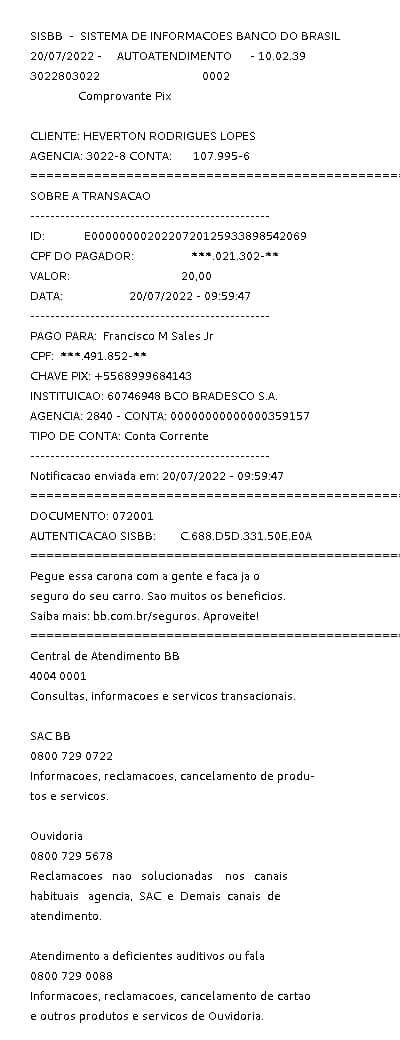 SISBB - SISTEMA DE INFORMACOES BANCO DO BRASIL
20/07/2022 - AUTOATENDIMENTO - 10.02.39
3022803022 0002
Comprovante Pix
CLIENTE: HEVERTON RODRIGUES LOPES
AGENCIA: 3022-8 CONTA: 107.995-6
================================================
SOBRE A TRANSACAO
------------------------------------------------
ID: E0000000020220720125933898542069
CPF DO PAGADOR: ***.021.302-**
VALOR: 20,00
DATA: 20/07/2022 - 09:59:47
------------------------------------------------
PAGO PARA: Francisco M Sales Jr
CPF: ***.491.852-**
CHAVE PIX: +5568999684143
INSTITUICAO: 60746948 BCO BRADESCO S.A.
AGENCIA: 2840 - CONTA: 00000000000000359157
TIPO DE CONTA: Conta Corrente
------------------------------------------------
Notificacao enviada em: 20/07/2022 - 09:59:47
================================================
DOCUMENTO: 072001
AUTENTICACAO SISBB: C.688.D5D.331.50E.E0A
================================================
Pegue essa carona com a gente e faca ja o
seguro do seu carro. Sao muitos os beneficios.
Saiba mais: bb.com.br/seguros. Aproveite!
================================================
Central de Atendimento BB
4004 0001
Consultas, informacoes e servicos transacionais.
SAC BB
0800 729 0722
Informacoes, reclamacoes, cancelamento de produ-
tos e servicos.
Ouvidoria
0800 729 5678
Reclamacoes nao solucionadas nos canais
habituais agencia, SAC e Demais canais de
atendimento.
Atendimento a deficientes auditivos ou fala
0800 729 0088
Informacoes, reclamacoes, cancelamento de cartao
e outros produtos e servicos de Ouvidoria.